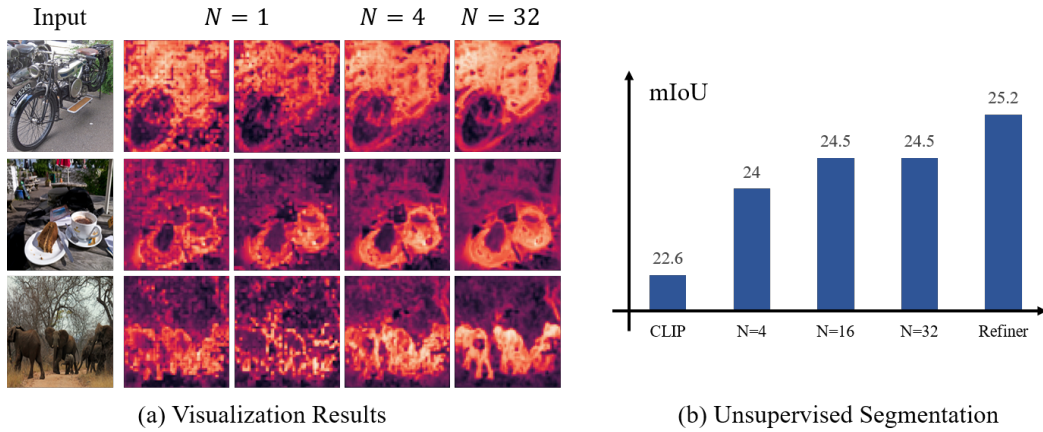 Input N = 1 N = 4 N = 32
(a) Visualization Results
mIoU
22.6
24
24.5
24.5
25.2
CLIP N=4 N=16 N=32 Refiner
(b) Unsupervised Segmentation